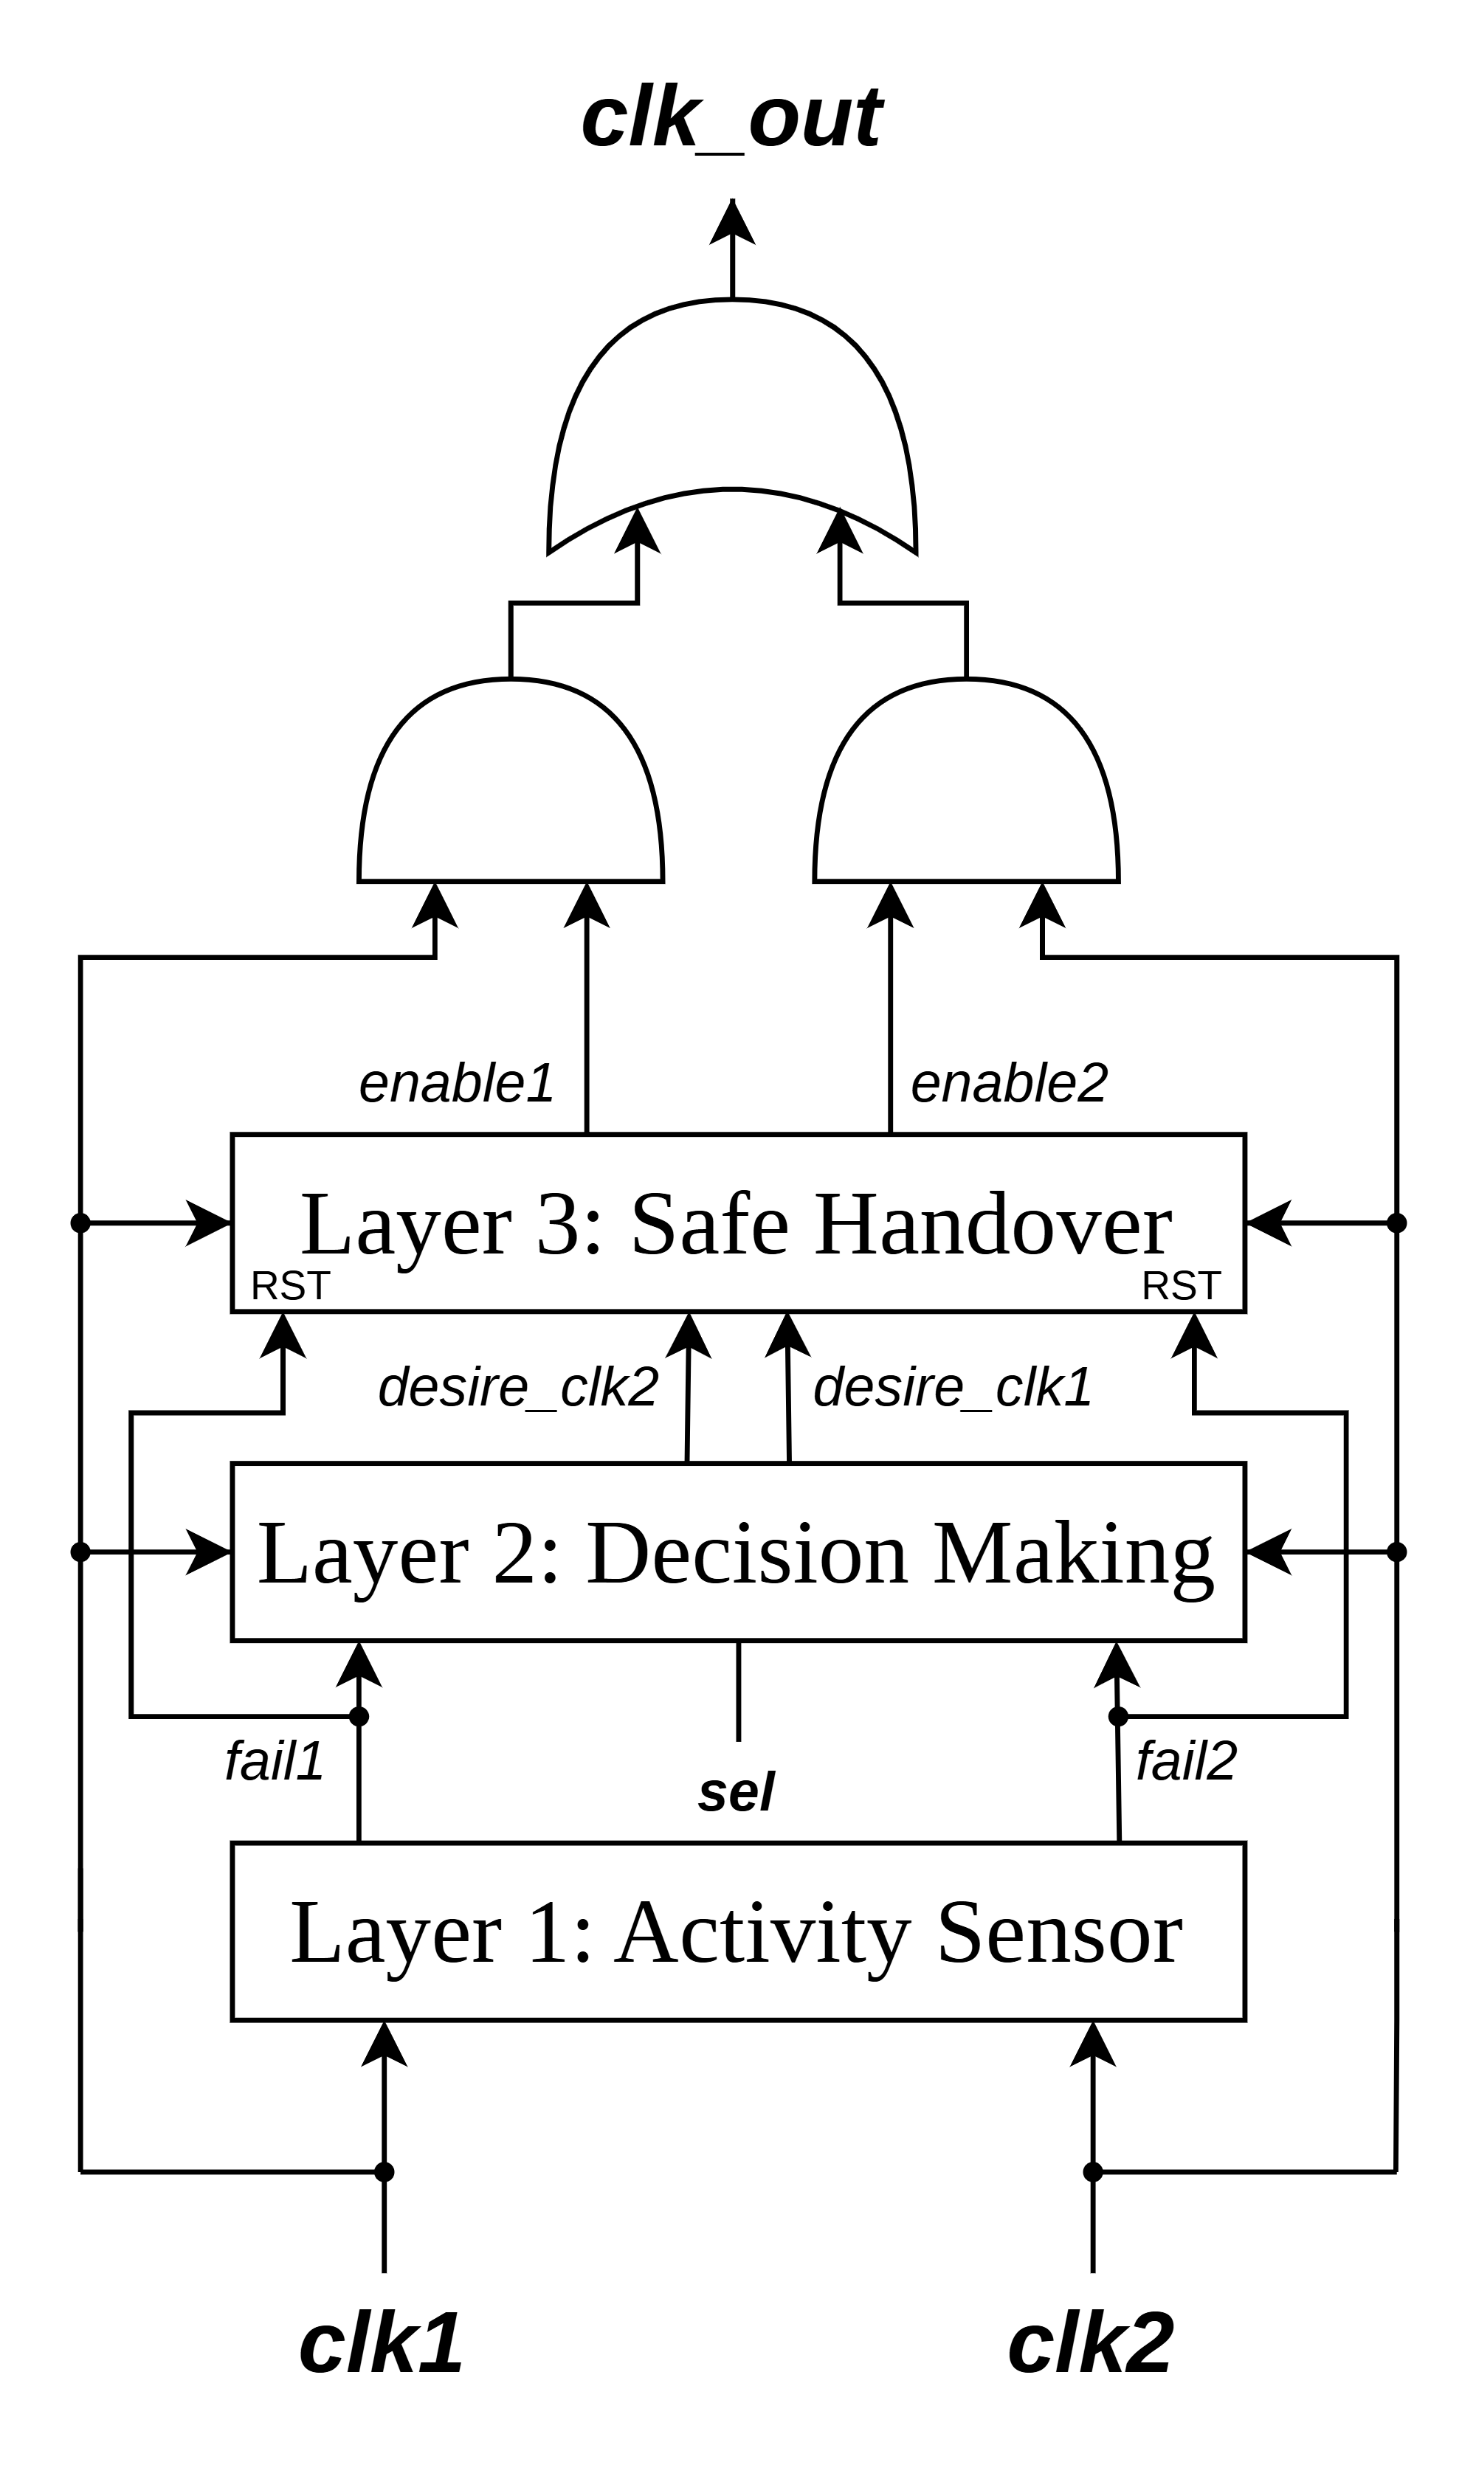 clk_out
enable1
enable2
Layer 3: Safe Handover
RST
RST
desire_clk2
desire_clk1
Layer 2: Decision Making
fail1
sel
fail2
Layer 1: Activity Sensor
clk1
clk2